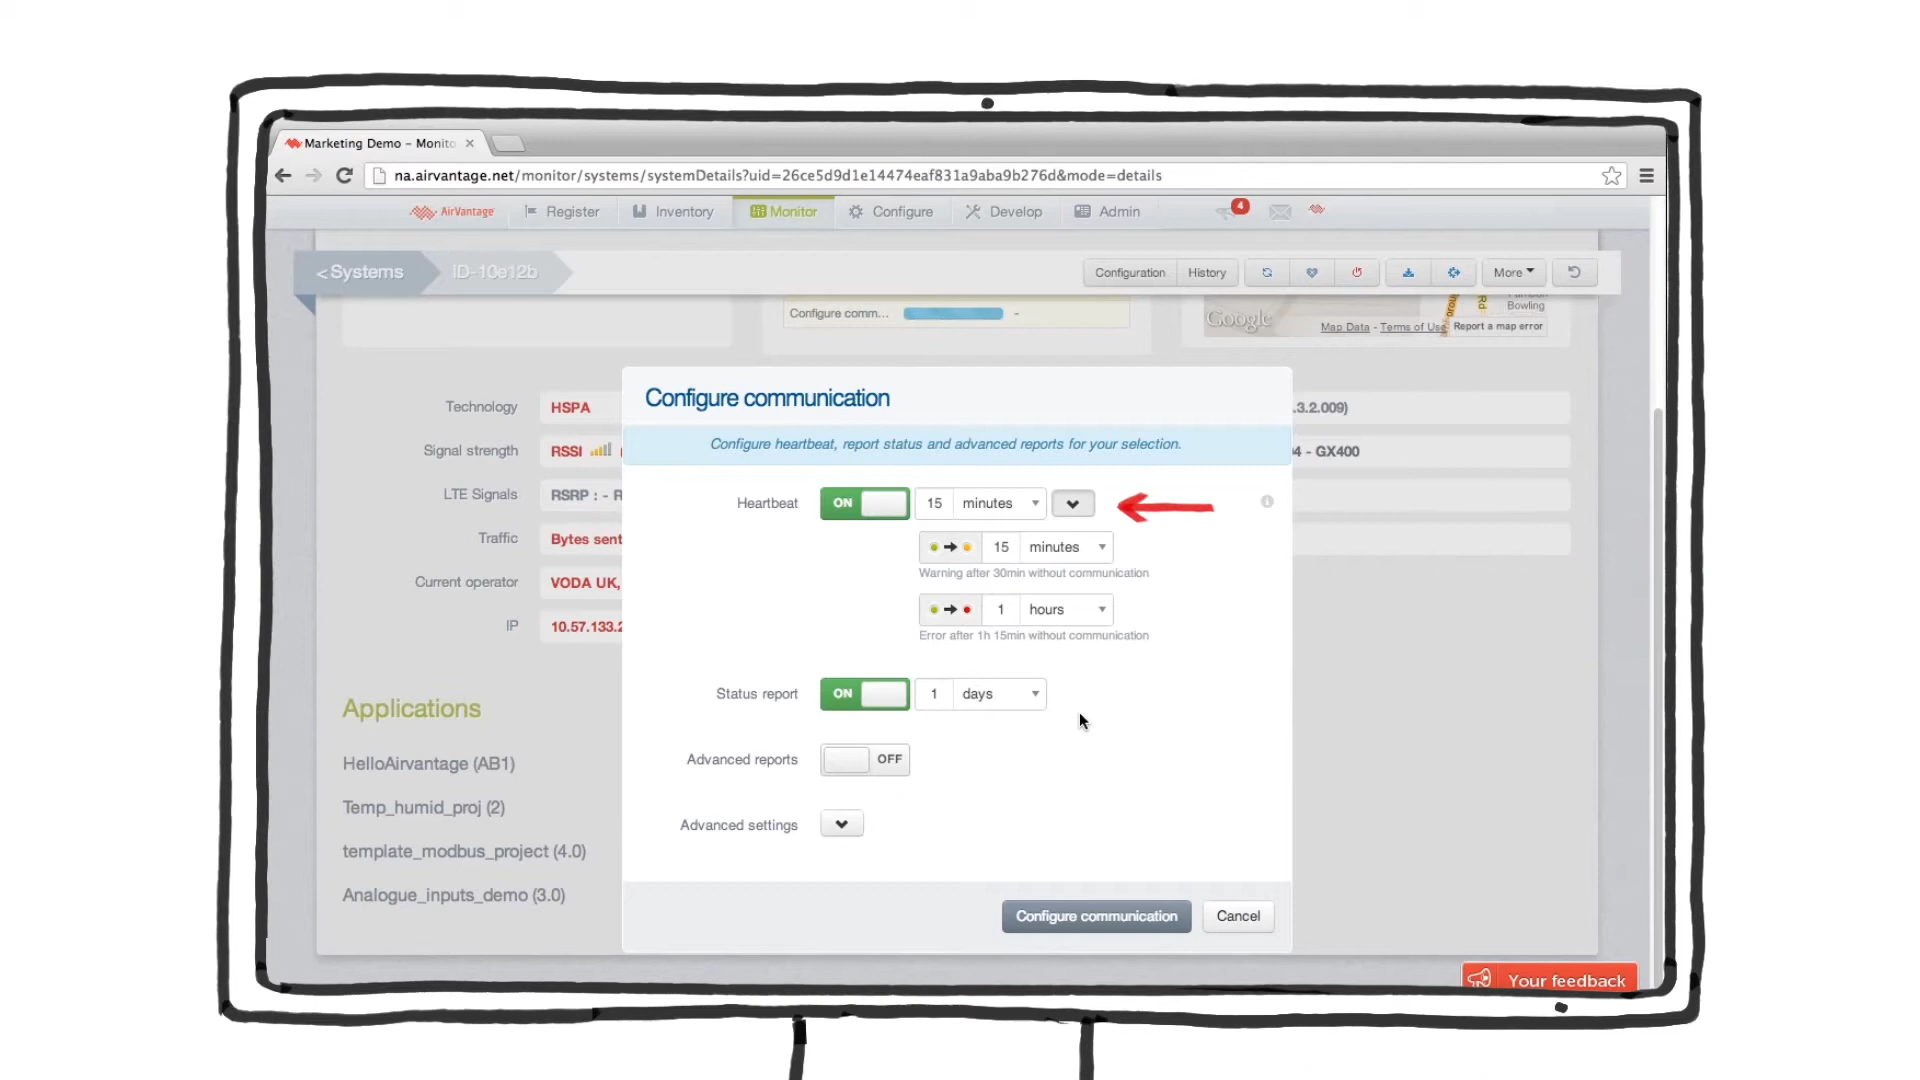 Marketing Demo – Monito
na.airvantage.net/monitor/systems/systemDetails?uid=26ce5d9d1e14474eaf831a9aba9b276d&mode=details
AirVantage Register Inventory Monitor Configure Develop Admin 4
< Systems ID-10e12b Configuration History More
Configure comm... -
Bowling
Google Map Data - Terms of Use Report a map error
Configure communication
Configure heartbeat, report status and advanced reports for your selection.
Technology HSPA .3.2.009)
Signal strength RSSI 4 - GX400
LTE Signals RSRP : - R
Traffic Bytes sent
Current operator VODA UK,
IP 10.57.133.2
Heartbeat ON 15 minutes
15 minutes
Warning after 30min without communication
1 hours
Error after 1h 15min without communication
Status report ON 1 days
Advanced reports OFF
Advanced settings
Applications
HelloAirvantage (AB1)
Temp_humid_proj (2)
template_modbus_project (4.0)
Analogue_inputs_demo (3.0)
Configure communication Cancel
Your feedback